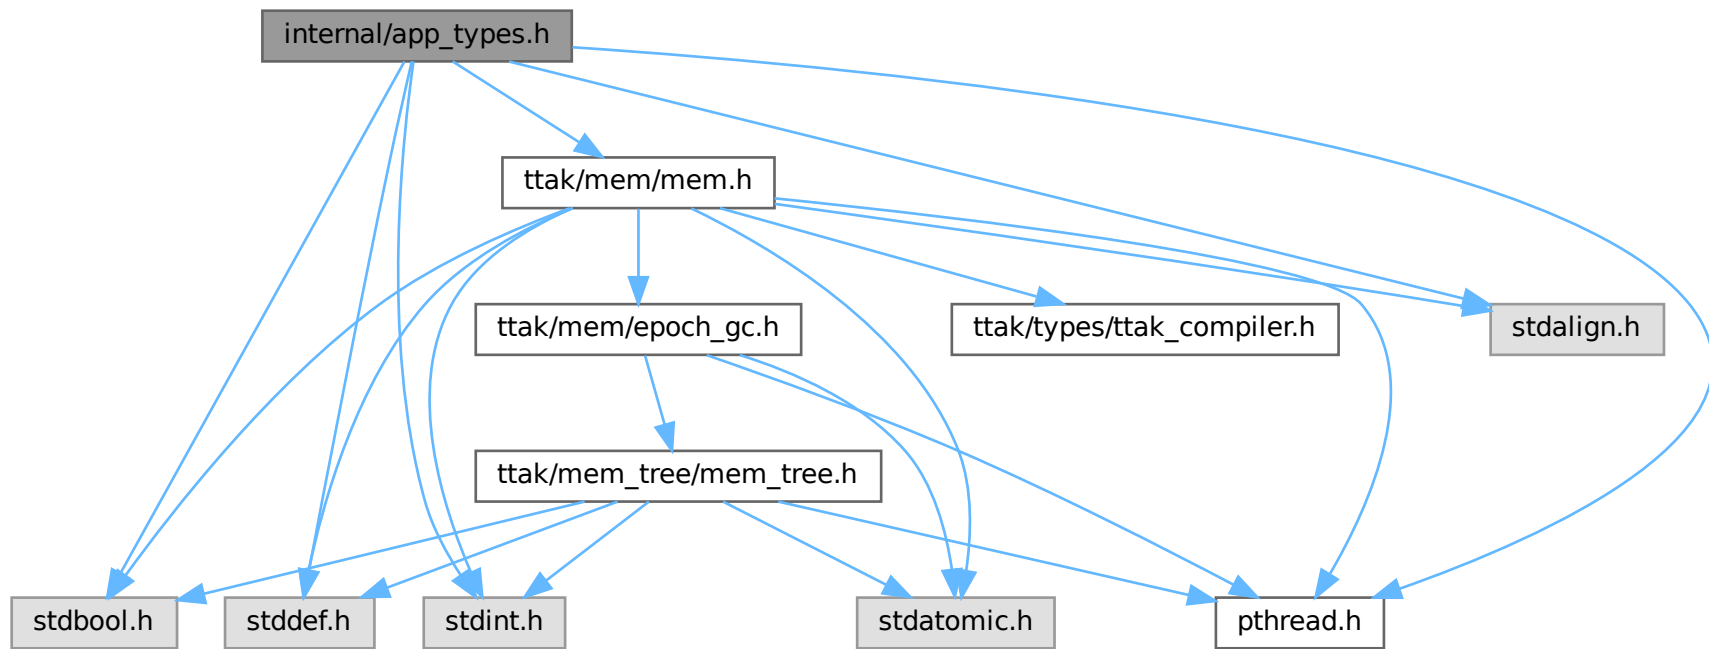 internal/app_types.h
ttak/mem/mem.h
ttak/mem/epoch_gc.h
ttak/types/ttak_compiler.h
stdalign.h
ttak/mem_tree/mem_tree.h
stdbool.h
stddef.h
stdint.h
stdatomic.h
pthread.h